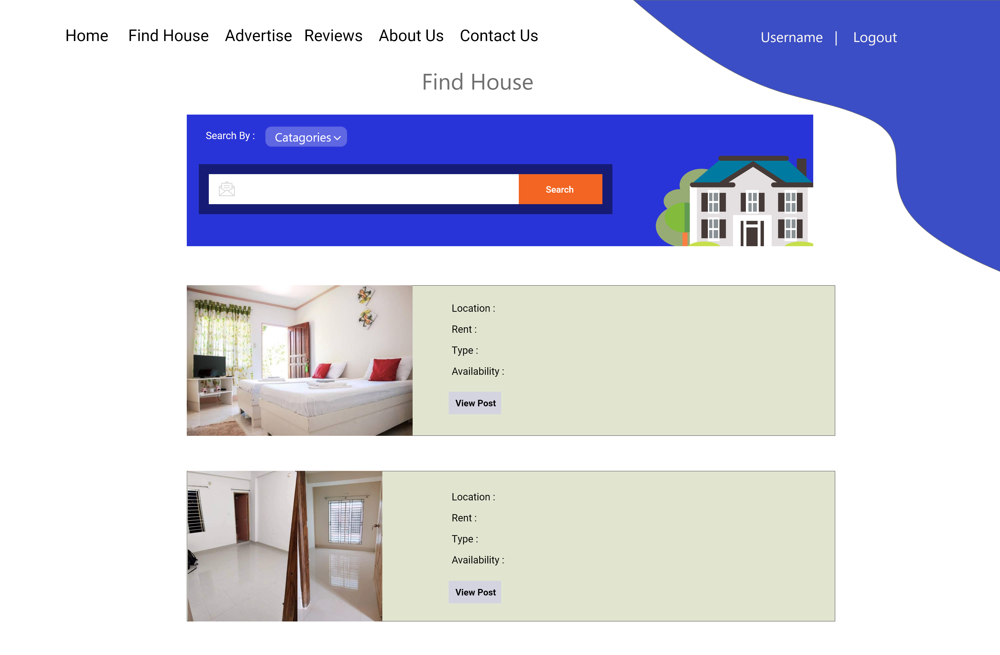 Home Find House Advertise Reviews About Us Contact Us
Username | Logout
Find House
Search By : Catagories
Search
Location :
Rent :
Type :
Availability :
View Post
Location :
Rent :
Type :
Availability :
View Post